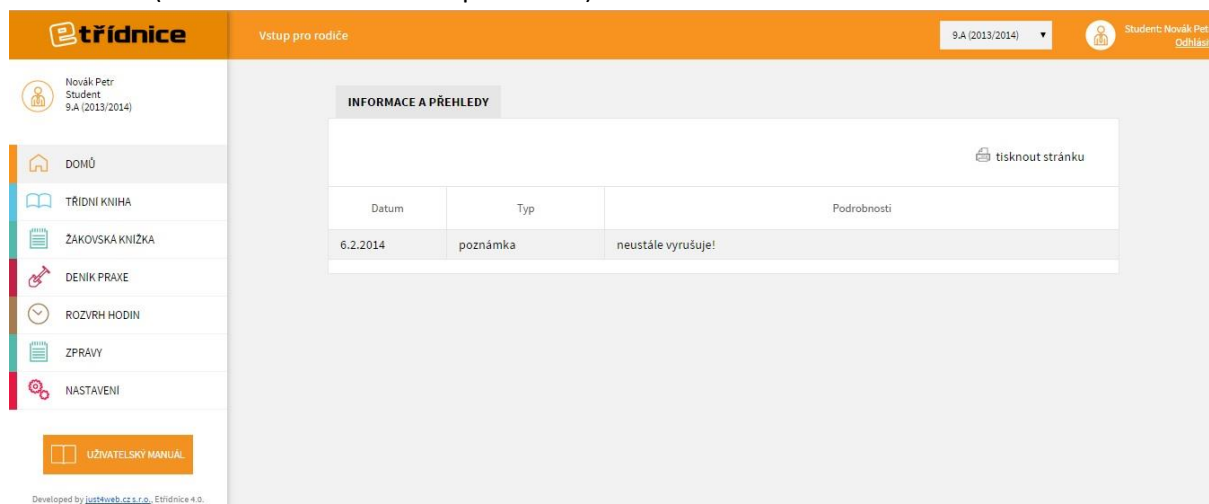 etřídnice
Vstup pro rodiče
9.A (2013/2014)
Student: Novák Pet
Odhlási
Novák Petr
Student
9.A (2013/2014)
DOMŮ
TŘÍDNÍ KNIHA
ŽÁKOVSKÁ KNÍŽKA
DENÍK PRAXE
ROZVRH HODIN
ZPRÁVY
NASTAVENÍ
UŽIVATELSKÝ MANUÁL
Developed by just4web.cz s.r.o., Etřídnice 4.0.
INFORMACE A PŘEHLEDY
tisknout stránku
Datum Typ Podrobnosti
6.2.2014 poznámka neustále vyrušuje!